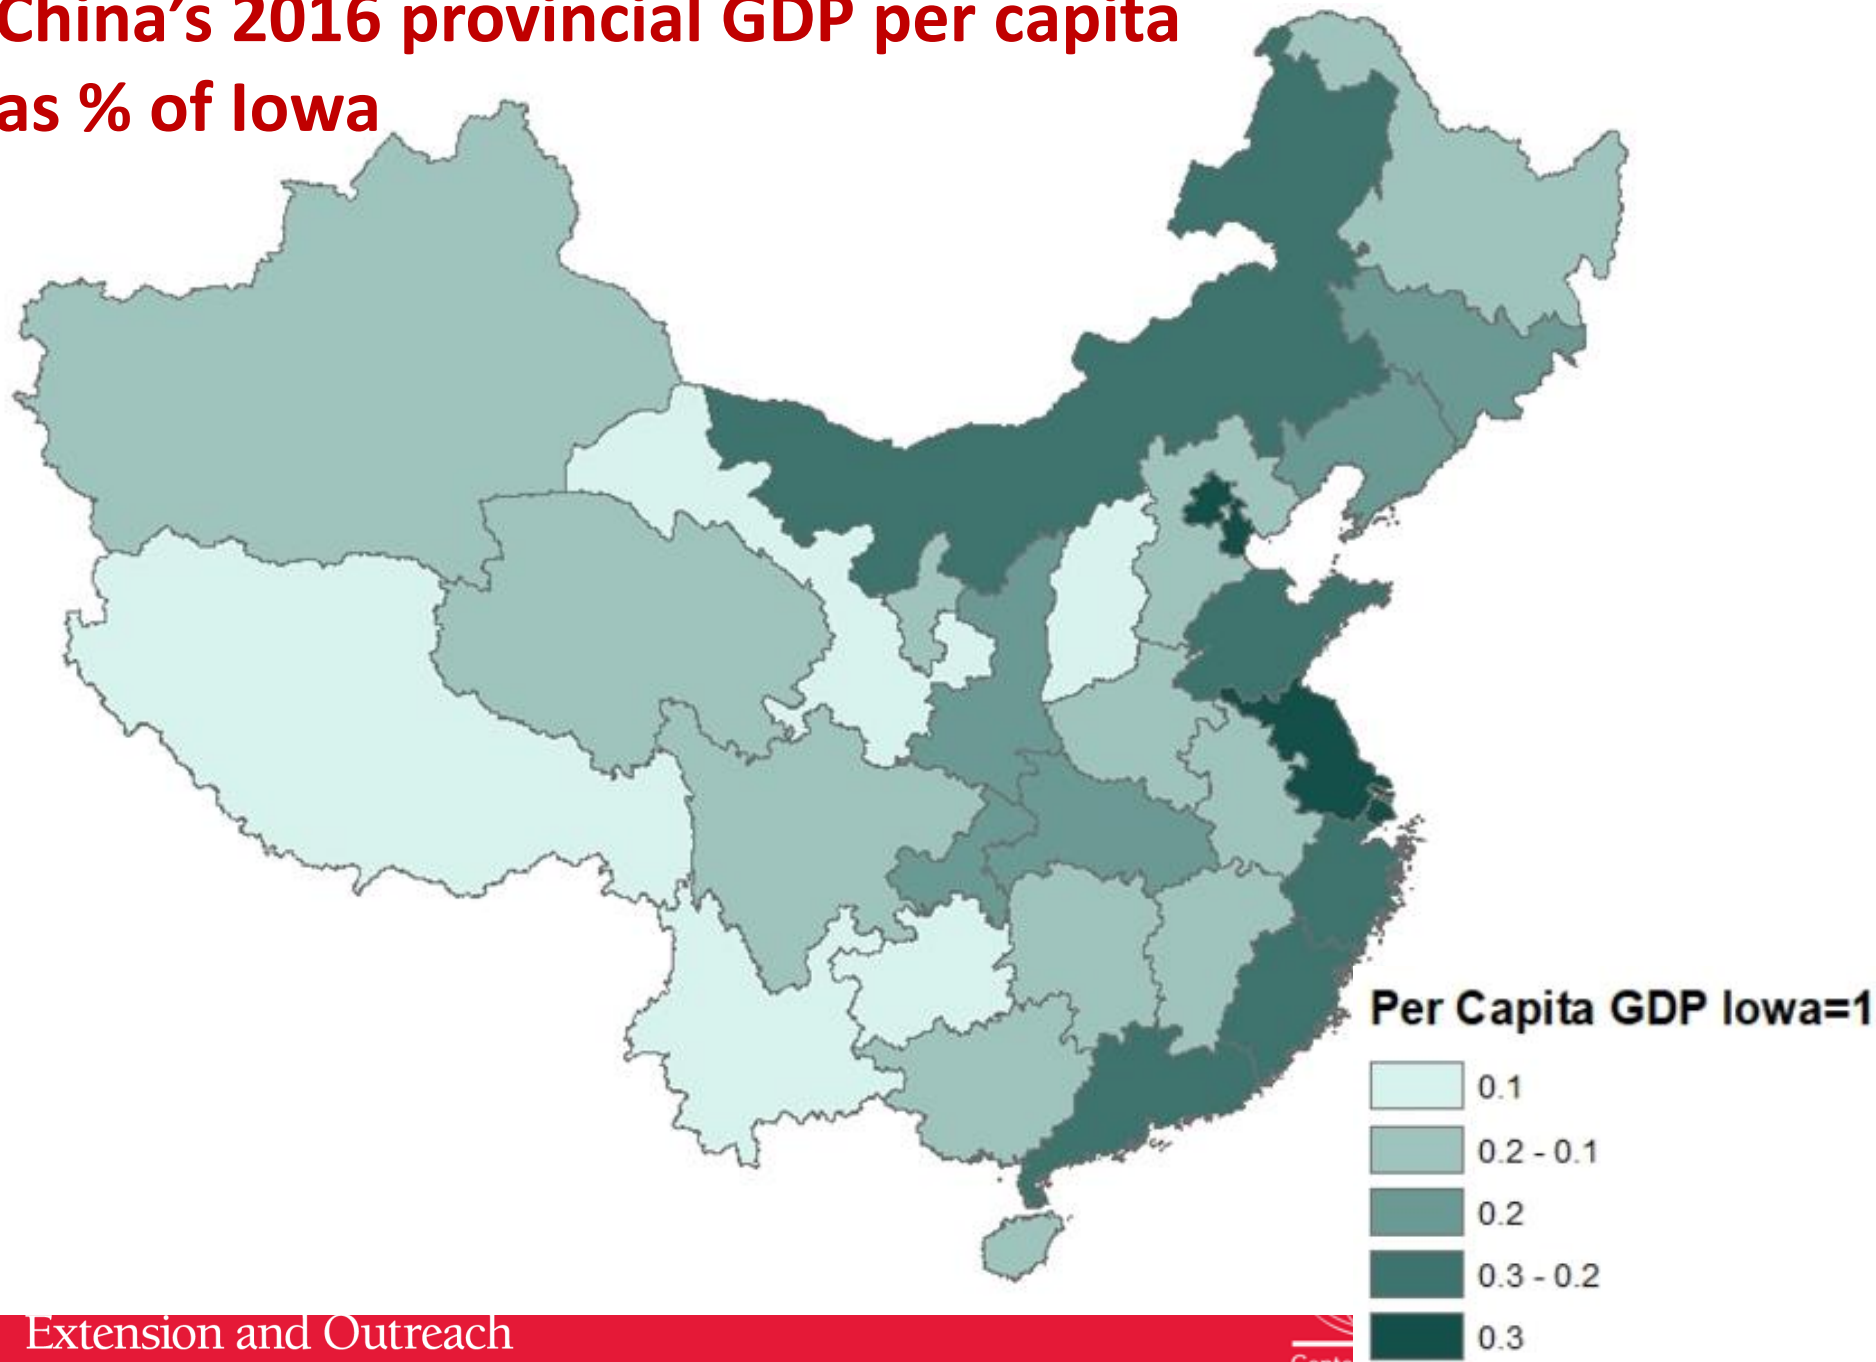 China’s 2016 provincial GDP per capita
as % of Iowa
Per Capita GDP Iowa=1
0.1
0.2 - 0.1
0.2
0.3 - 0.2
0.3
Extension and Outreach